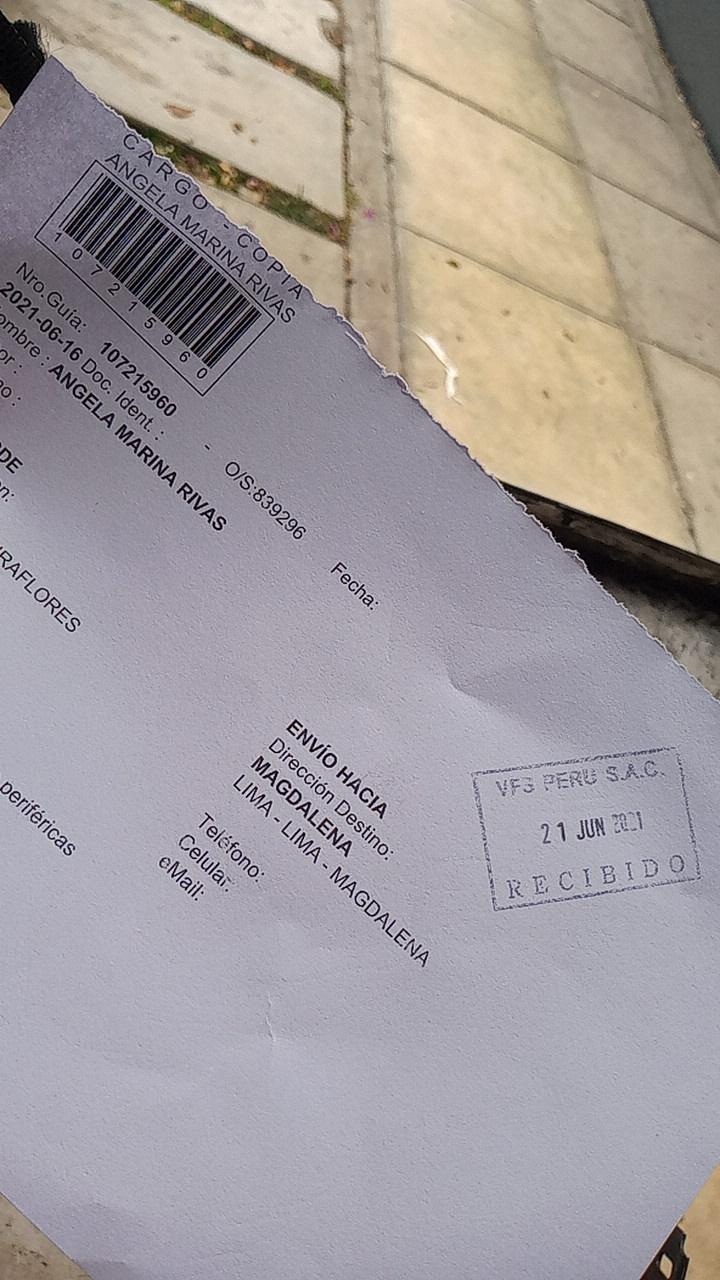 CARGO - COPIA
ANGELA MARINA RIVAS
107215960
Nro.Guía: 107215960 - O/S:839296 Fecha:
2021-06-16 Doc. Ident. :
ombre : ANGELA MARINA RIVAS
or :
no :
DE
n:
RAFLORES
periféricas
ENVÍO HACIA
Dirección Destino:
MAGDALENA
LIMA - LIMA - MAGDALENA
Teléfono:
Celular:
eMail:
VFS PERU S.A.C.
21 JUN 2021
RECIBIDO